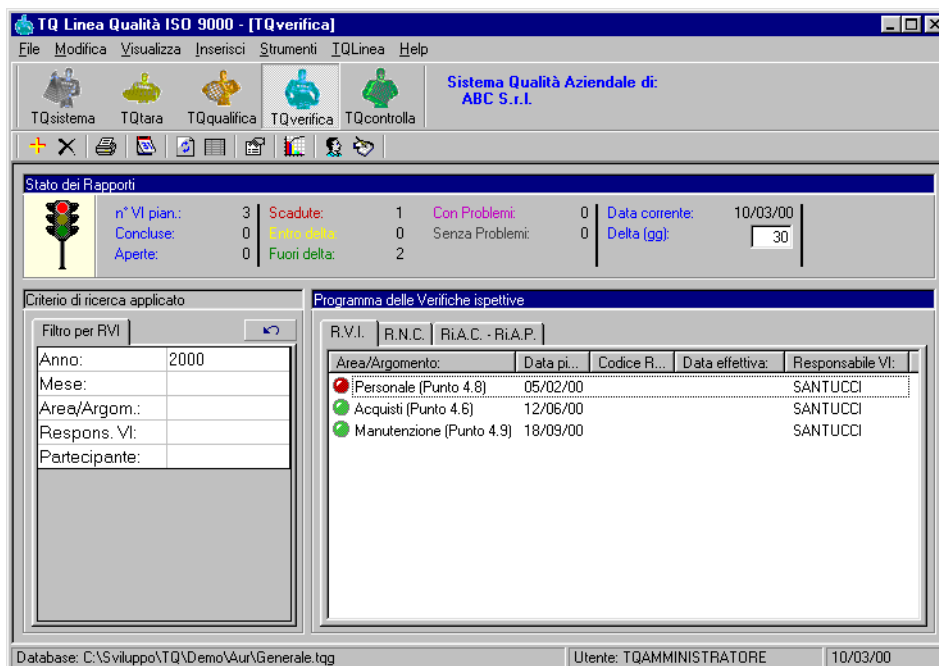 TQ Linea Qualità ISO 9000 - [TQverifica]
File Modifica Visualizza Inserisci Strumenti TQLinea Help
Sistema Qualità Aziendale di:
ABC S.r.l.
TQsistema TQtara TQqualifica TQverifica TQcontrolla
Stato dei Rapporti
n° VI pian.: 3 Scadute: 1 Con Problemi: 0 Data corrente: 10/03/00
Concluse: 0 Entro delta: 0 Senza Problemi: 0 Delta (gg): 30
Aperte: 0 Fuori delta: 2
Criterio di ricerca applicato
Filtro per RVI
Anno: 2000
Mese:
Area/Argom.:
Respons. VI:
Partecipante:
Programma delle Verifiche ispettive
R.V.I. R.N.C. Ri.A.C. - Ri.A.P.
Area/Argomento: Data pi... Codice R... Data effettiva: Responsabile VI:
Personale (Punto 4.8) 05/02/00 SANTUCCI
Acquisti (Punto 4.6) 12/06/00 SANTUCCI
Manutenzione (Punto 4.9) 18/09/00 SANTUCCI
Database: C:\Sviluppo\TQ\Demo\Aur\Generale.tqg Utente: TQAMMINISTRATORE 10/03/00